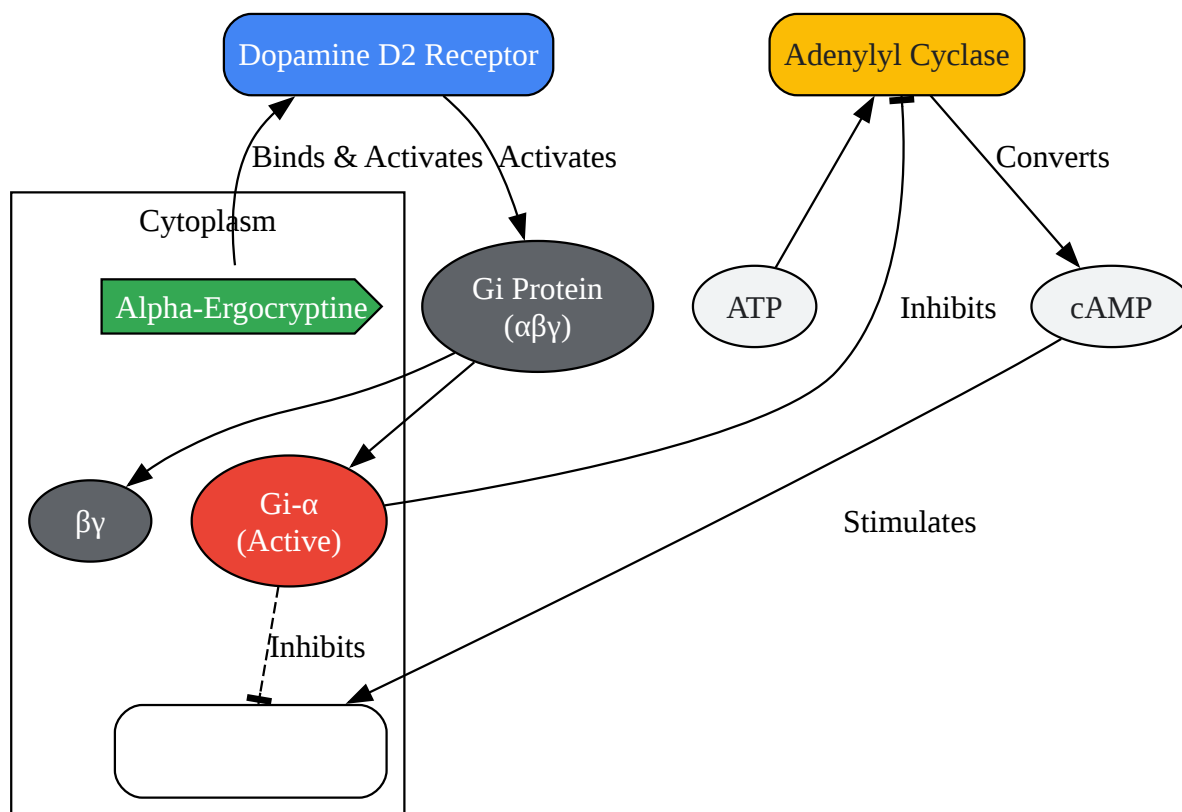 Dopamine D2 Receptor
Adenylyl Cyclase
Binds & Activates
Activates
Converts
Cytoplasm
Alpha-Ergocryptine
Gi Protein
(αβγ)
ATP
Inhibits
cAMP
βγ
Gi-α
(Active)
Stimulates
Inhibits